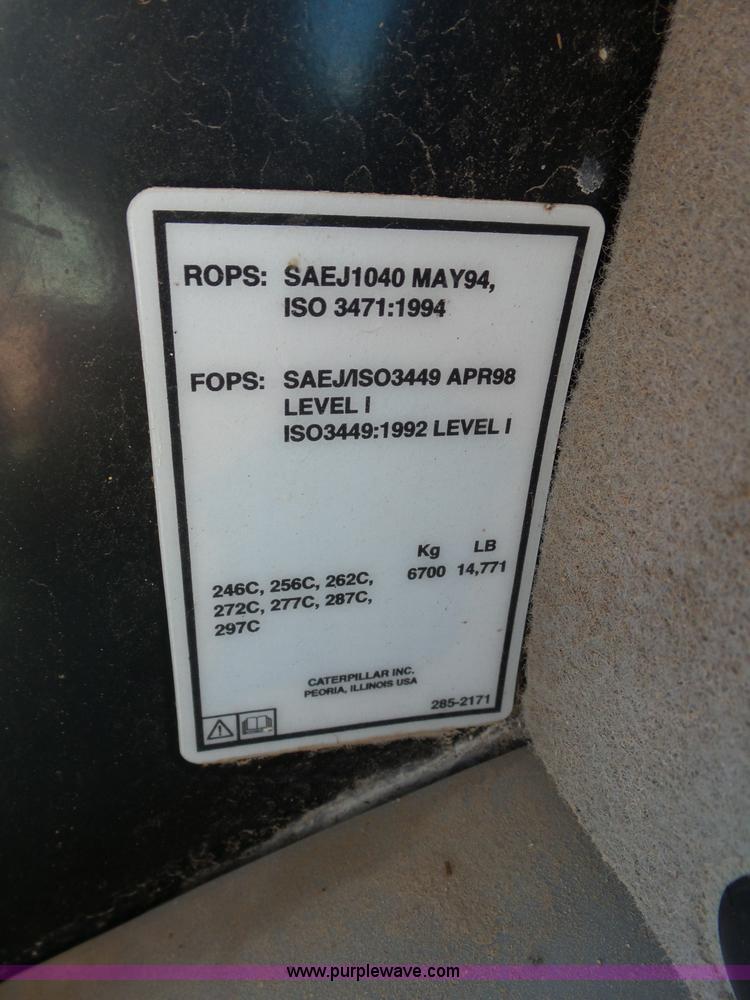 ROPS: SAEJ1040 MAY94,
ISO 3471:1994
FOPS: SAEJ/ISO3449 APR98
LEVEL I
ISO3449:1992 LEVEL I
Kg LB
246C, 256C, 262C, 6700 14,771
272C, 277C, 287C,
297C
CATERPILLAR INC.
PEORIA, ILLINOIS USA
285-2171
www.purplewave.com